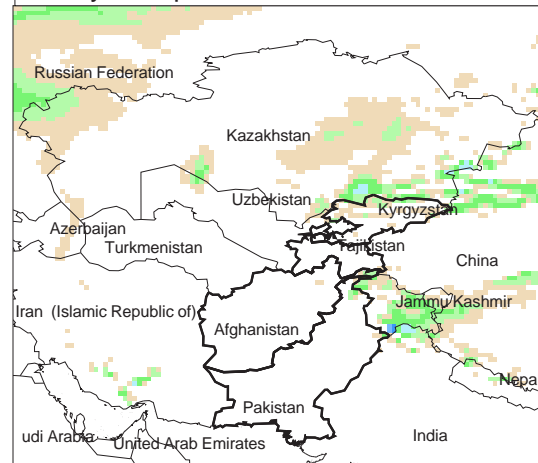 Russian Federation
Kazakhstan
Uzbekistan
Kyrgyzstan
Azerbaijan
Turkmenistan
Tajikistan
China
Iran (Islamic Republic of)
Jammu Kashmir
Afghanistan
Nepa
Pakistan
udi Arabia
United Arab Emirates
India